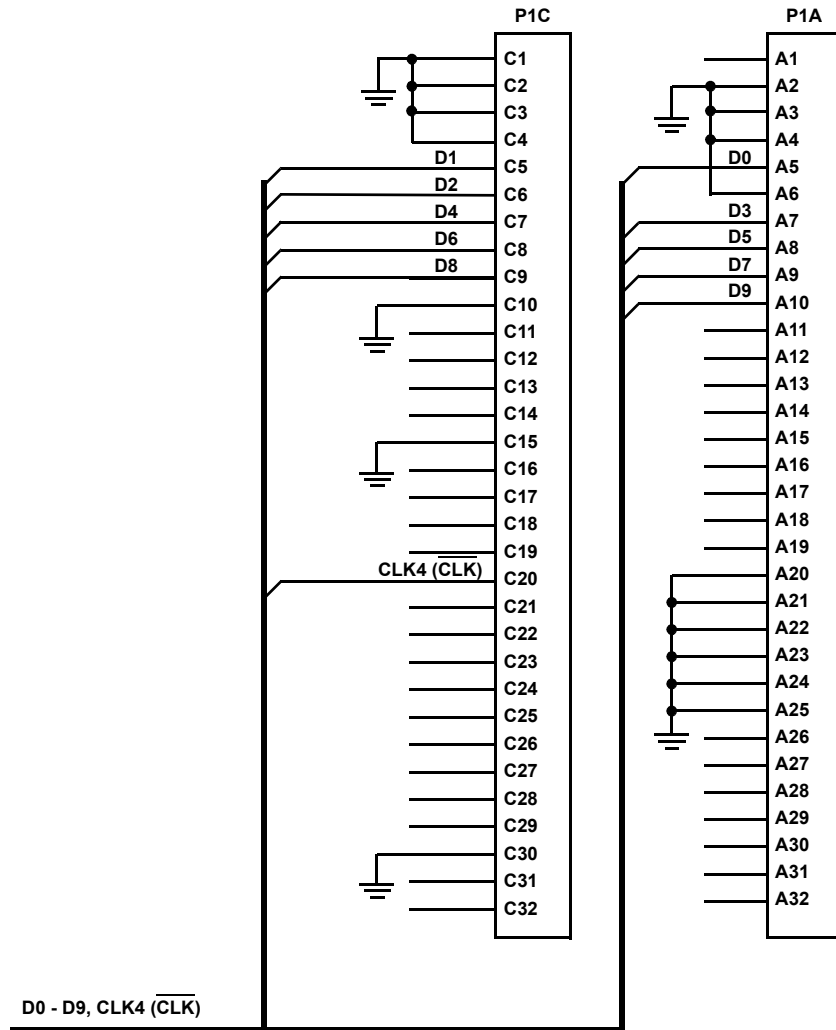 P1C P1A
C1 A1
C2 A2
C3 A3
C4 A4
D1 C5 D0 A5
D2 C6 A6
D4 C7 D3 A7
D6 C8 D5 A8
D8 C9 D7 A9
C10 D9 A10
C11 A11
C12 A12
C13 A13
C14 A14
C15 A15
C16 A16
C17 A17
C18 A18
C19 A19
CLK4 (C̅L̅K̅) C20 A20
C21 A21
C22 A22
C23 A23
C24 A24
C25 A25
C26 A26
C27 A27
C28 A28
C29 A29
C30 A30
C31 A31
C32 A32
D0 - D9, CLK4 (C̅L̅K̅)